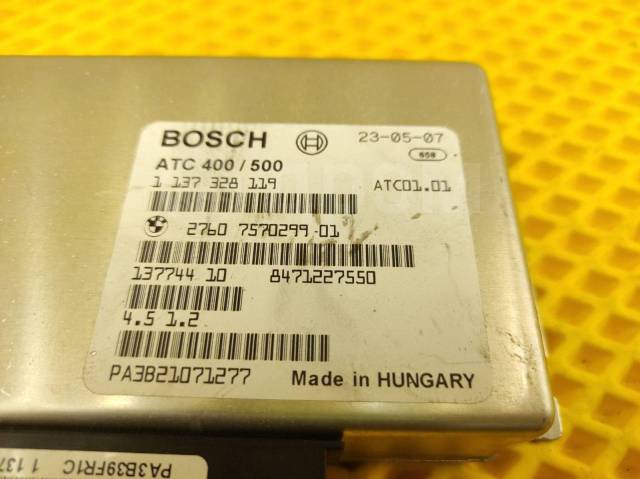 BOSCH 23-05-07
658
ATC 400/500
1 137 328 119 ATC01.01
2760 7570299-01
137744 10 8471227550
4.5 1.2
PA3B21071277 Made in HUNGARY
PA3B39FR1C 1 137